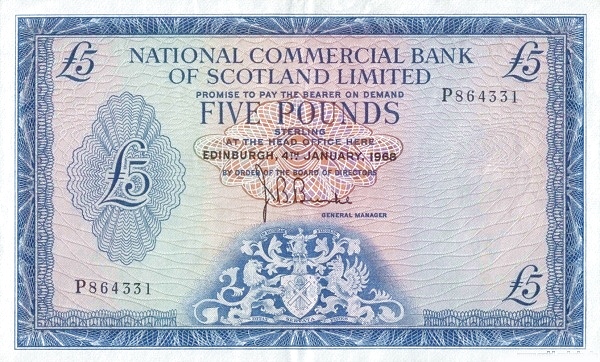 £5
£5
NATIONAL COMMERCIAL BANK
OF SCOTLAND LIMITED
PROMISE TO PAY THE BEARER ON DEMAND
P864331
FIVE POUNDS
STERLING
AT THE HEAD OFFICE HERE
EDINBURGH, 4TH JANUARY, 1968
BY ORDER OF THE BOARD OF DIRECTORS
£5
GENERAL MANAGER
P864331
£5